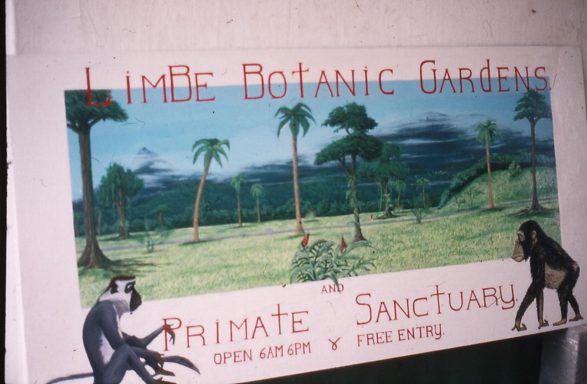 LIMBE BOTANIC GARDENS.
AND
PRIMATE SANCTUARY.
OPEN 6AM 6PM & FREE ENTRY.